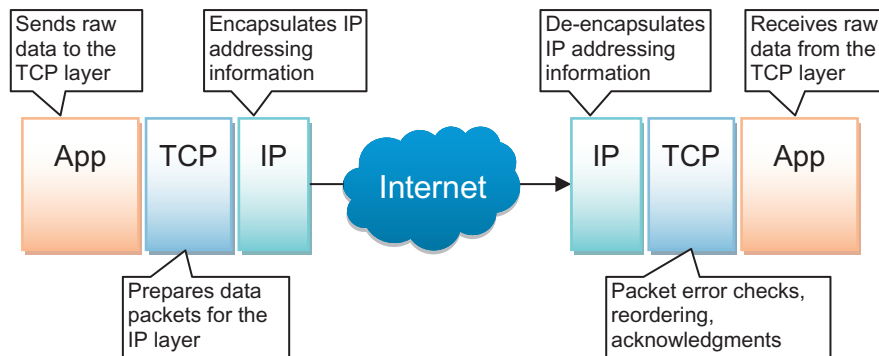 Sends raw
data to the
TCP layer
Encapsulates IP
addressing
information
De-encapsulates
IP addressing
information
Receives raw
data from the
TCP layer
App
TCP
IP
Internet
IP
TCP
App
Prepares data
packets for the
IP layer
Packet error checks,
reordering,
acknowledgments